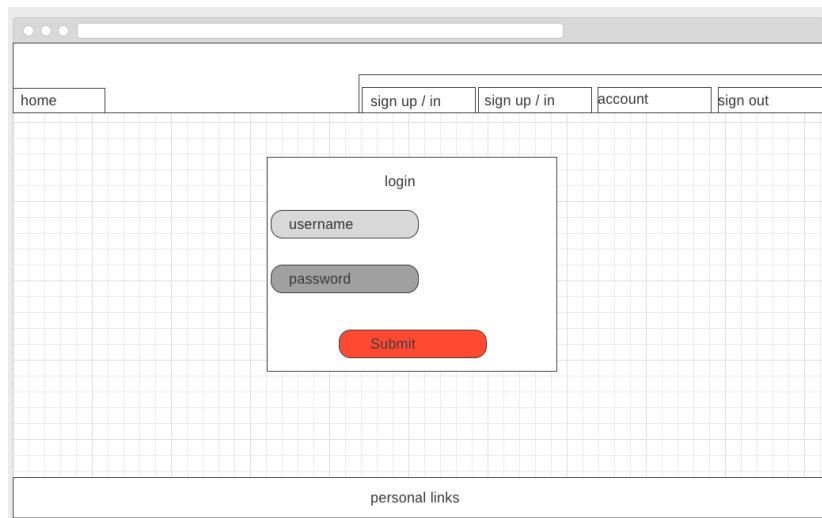 home
sign up / in
sign up / in
account
sign out
login
username
password
Submit
personal links